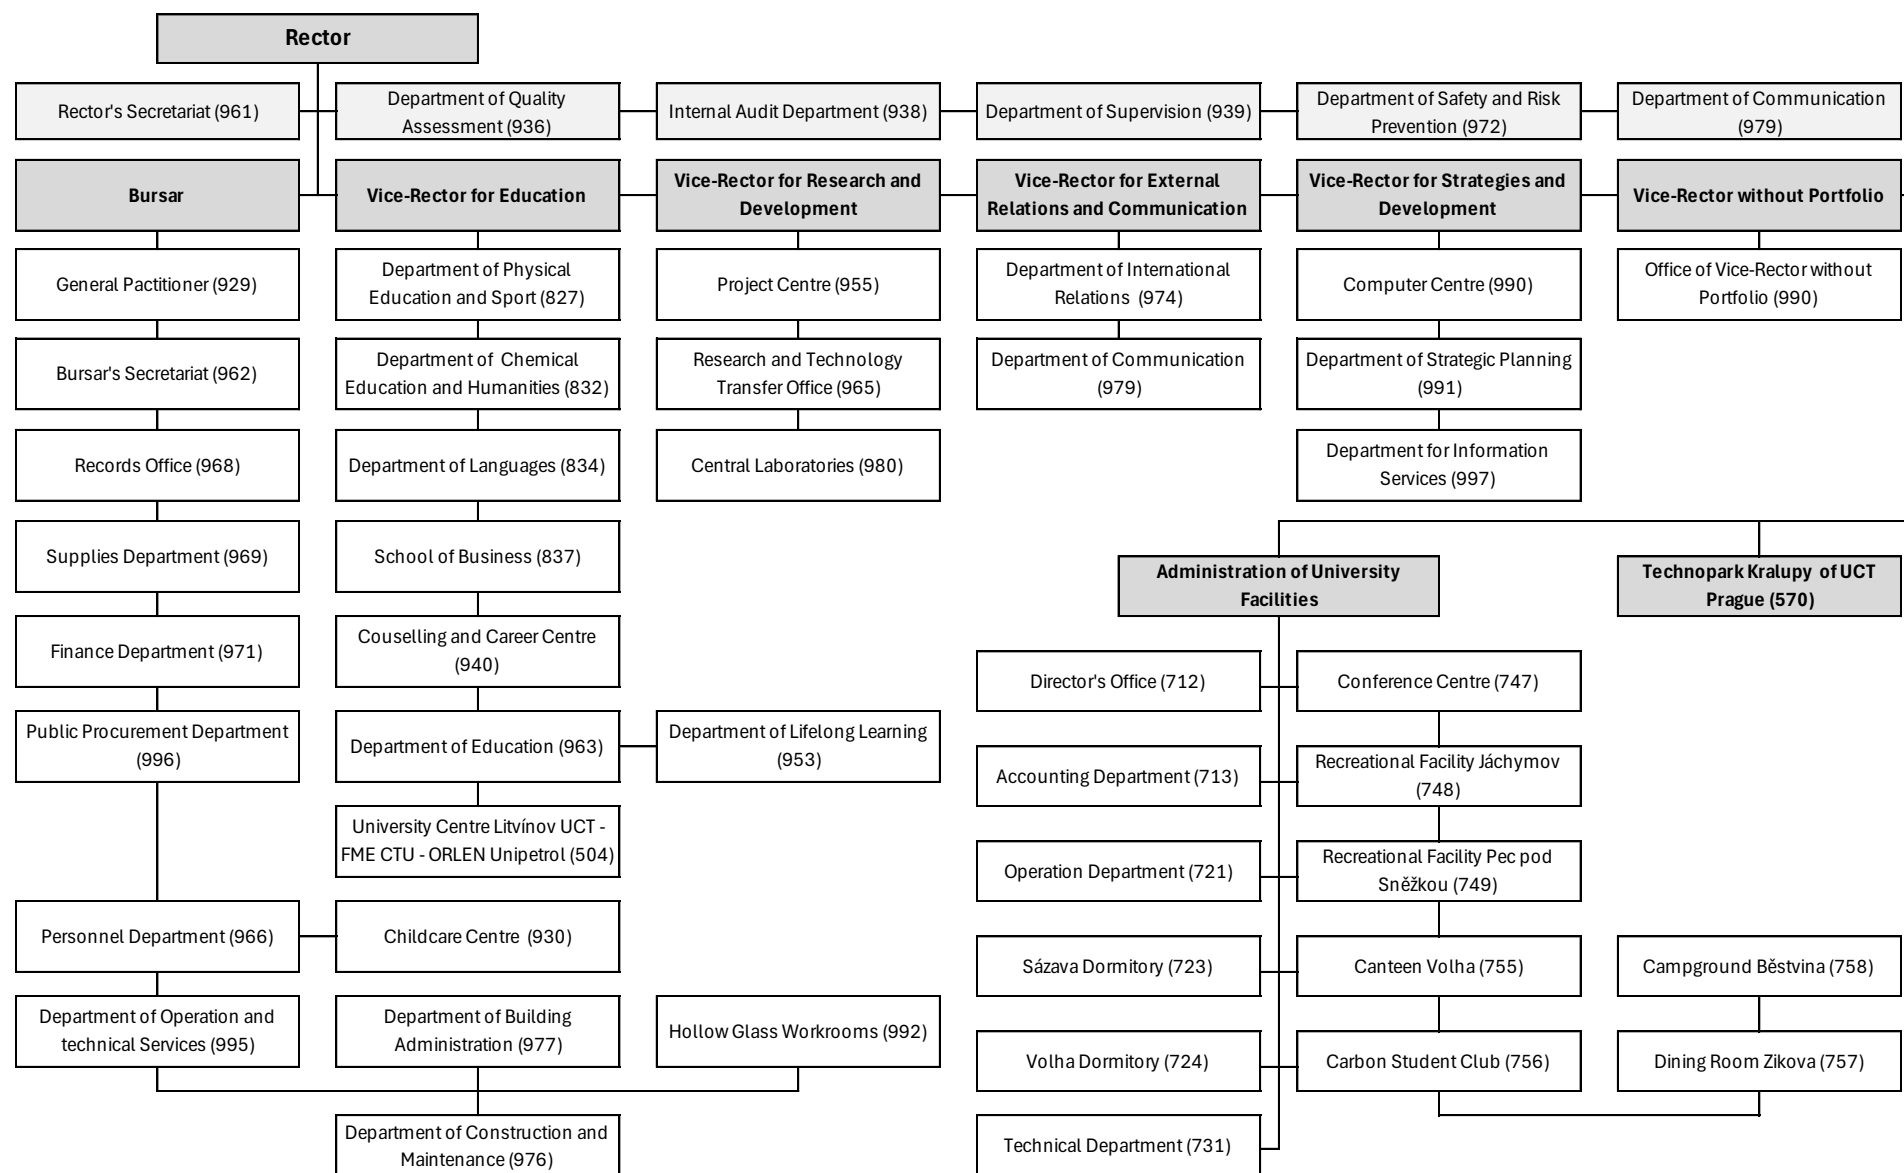 Rector
Rector's Secretariat (961)
Department of Quality
Assessment (936)
Internal Audit Department (938)
Department of Supervision (939)
Department of Safety and Risk
Prevention (972)
Department of Communication
(979)
Bursar
Vice-Rector for Education
Vice-Rector for Research and
Development
Vice-Rector for External
Relations and Communication
Vice-Rector for Strategies and
Development
Vice-Rector without Portfolio
General Pactitioner (929)
Department of Physical
Education and Sport (827)
Project Centre (955)
Department of International
Relations (974)
Computer Centre (990)
Office of Vice-Rector without
Portfolio (990)
Bursar's Secretariat (962)
Department of Chemical
Education and Humanities (832)
Research and Technology
Transfer Office (965)
Department of Communication
(979)
Department of Strategic Planning
(991)
Records Office (968)
Department of Languages (834)
Central Laboratories (980)
Department for Information
Services (997)
Supplies Department (969)
School of Business (837)
Administration of University
Facilities
Technopark Kralupy of UCT
Prague (570)
Finance Department (971)
Couselling and Career Centre
(940)
Director's Office (712)
Conference Centre (747)
Public Procurement Department
(996)
Department of Education (963)
Department of Lifelong Learning
(953)
Accounting Department (713)
Recreational Facility Jáchymov
(748)
University Centre Litvínov UCT -
FME CTU - ORLEN Unipetrol (504)
Operation Department (721)
Recreational Facility Pec pod
Sněžkou (749)
Personnel Department (966)
Childcare Centre (930)
Sázava Dormitory (723)
Canteen Volha (755)
Campground Běstvina (758)
Department of Operation and
technical Services (995)
Department of Building
Administration (977)
Hollow Glass Workrooms (992)
Volha Dormitory (724)
Carbon Student Club (756)
Dining Room Zikova (757)
Department of Construction and
Maintenance (976)
Technical Department (731)